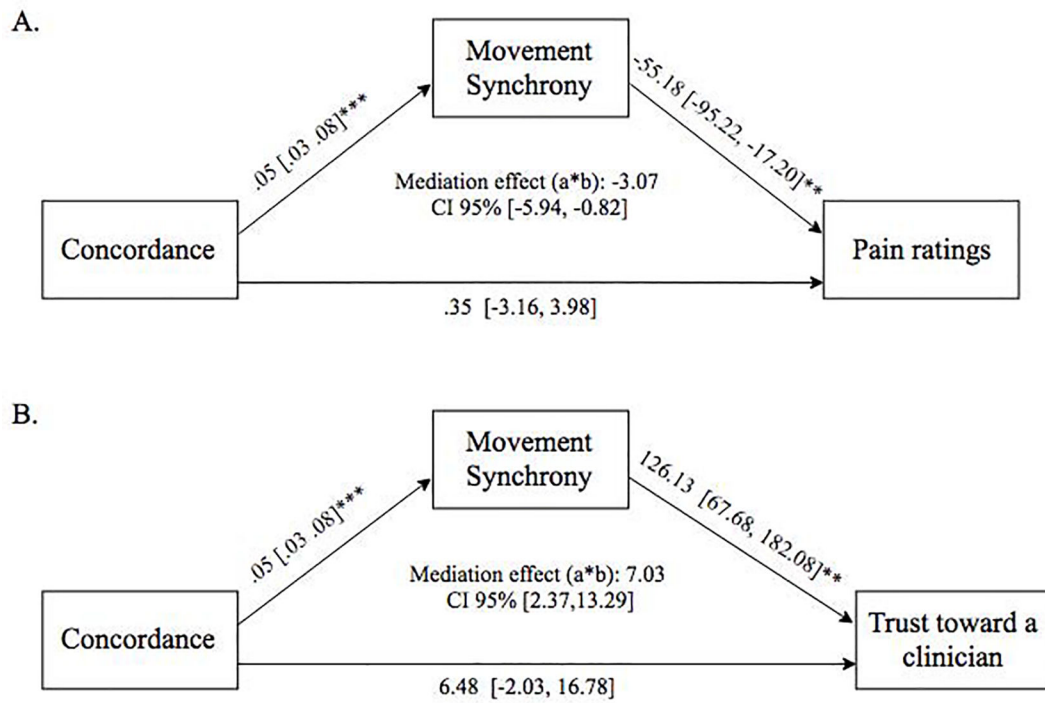 A.
Movement
Synchrony
.05 [.03 .08]***
-55.18 [-95.22, -17.20]**
Mediation effect (a*b): -3.07
CI 95% [-5.94, -0.82]
Concordance
Pain ratings
.35 [-3.16, 3.98]
B.
Movement
Synchrony
.05 [.03 .08]***
126.13 [67.68, 182.08]**
Mediation effect (a*b): 7.03
CI 95% [2.37,13.29]
Concordance
Trust toward a
clinician
6.48 [-2.03, 16.78]